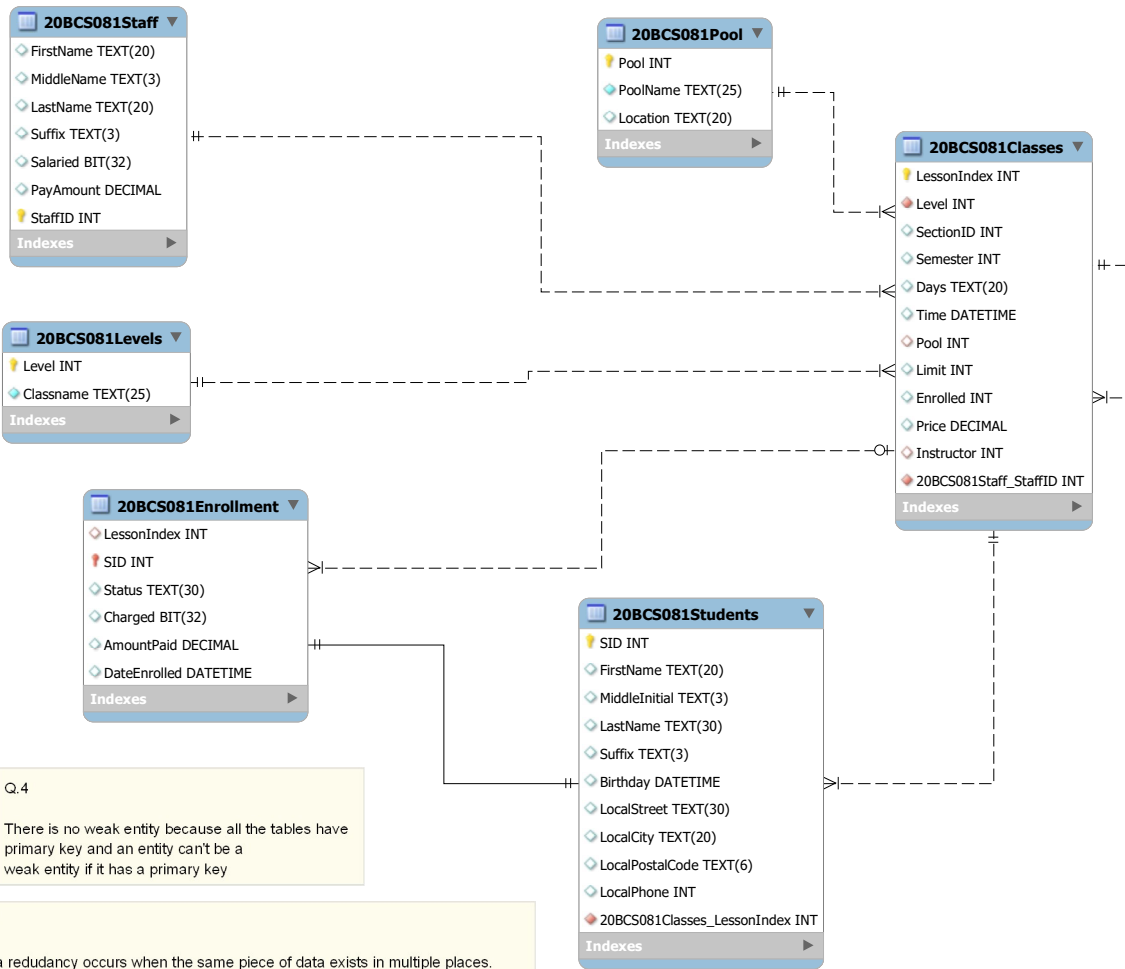 20BCS081Staff
FirstName TEXT(20)
MiddleName TEXT(3)
LastName TEXT(20)
Suffix TEXT(3)
Salaried BIT(32)
PayAmount DECIMAL
StaffID INT
Indexes
20BCS081Pool
Pool INT
PoolName TEXT(25)
Location TEXT(20)
Indexes
20BCS081Classes
LessonIndex INT
Level INT
SectionID INT
Semester INT
Days TEXT(20)
Time DATETIME
Pool INT
Limit INT
Enrolled INT
Price DECIMAL
Instructor INT
20BCS081Staff_StaffID INT
Indexes
20BCS081Levels
Level INT
Classname TEXT(25)
Indexes
20BCS081Enrollment
LessonIndex INT
SID INT
Status TEXT(30)
Charged BIT(32)
AmountPaid DECIMAL
DateEnrolled DATETIME
Indexes
20BCS081Students
SID INT
FirstName TEXT(20)
MiddleInitial TEXT(3)
LastName TEXT(30)
Suffix TEXT(3)
Birthday DATETIME
LocalStreet TEXT(30)
LocalCity TEXT(20)
LocalPostalCode TEXT(6)
LocalPhone INT
20BCS081Classes_LessonIndex INT
Indexes
Q.4
There is no weak entity because all the tables have
primary key and an entity can't be a
weak entity if it has a primary key
a redudancy occurs when the same piece of data exists in multiple places.